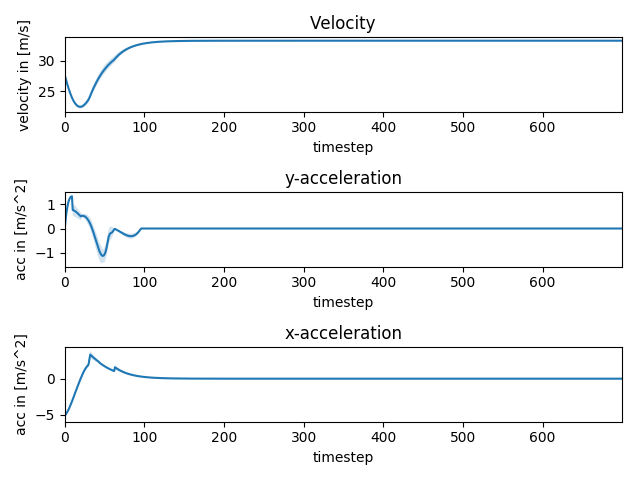 Velocity
velocity in [m/s]
30
25
0 100 200 300 400 500 600
timestep
y-acceleration
acc in [m/s^2]
1
0
−1
0 100 200 300 400 500 600
timestep
x-acceleration
acc in [m/s^2]
0
−5
0 100 200 300 400 500 600
timestep